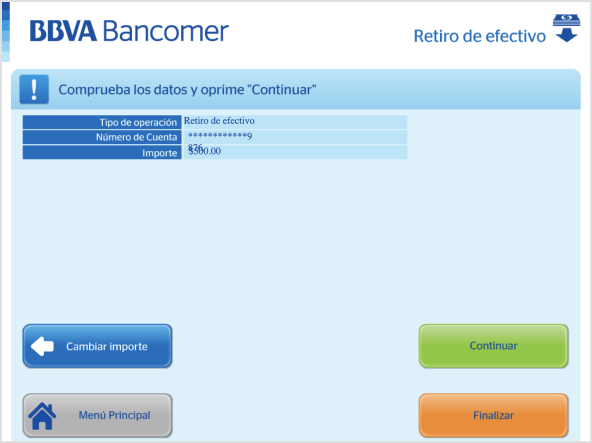 BBVA Bancomer
Retiro de efectivo
!
Comprueba los datos y oprime "Continuar"
Tipo de operación Retiro de efectivo
Número de Cuenta ************9
876
Importe $500.00
Cambiar importe
Continuar
Menú Principal
Finalizar